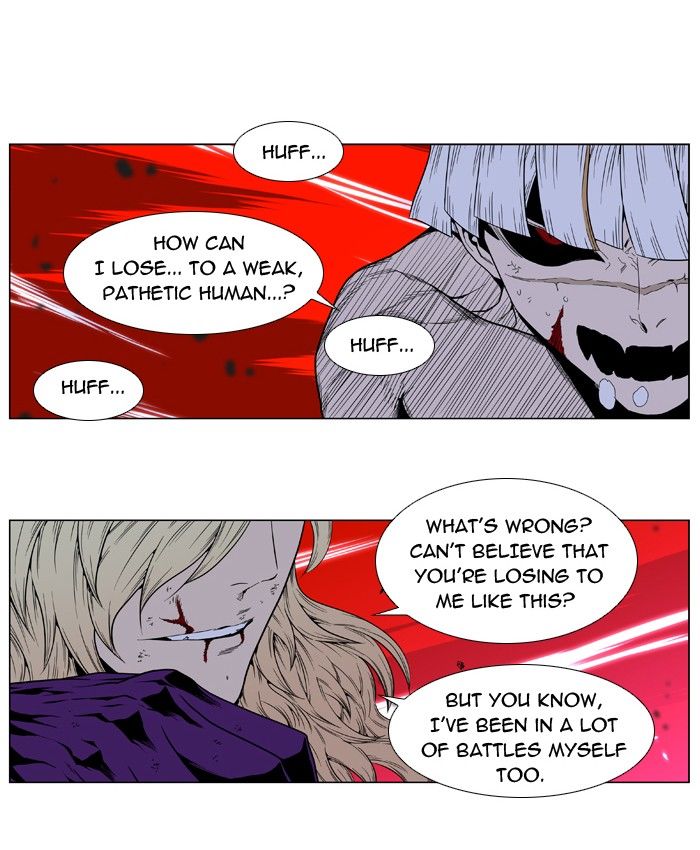 HUFF...
HOW CAN
I LOSE... TO A WEAK,
PATHETIC HUMAN...?
HUFF...
HUFF...
WHAT'S WRONG?
CAN'T BELIEVE THAT
YOU'RE LOSING TO
ME LIKE THIS?
BUT YOU KNOW,
I'VE BEEN IN A LOT
OF BATTLES MYSELF
TOO.